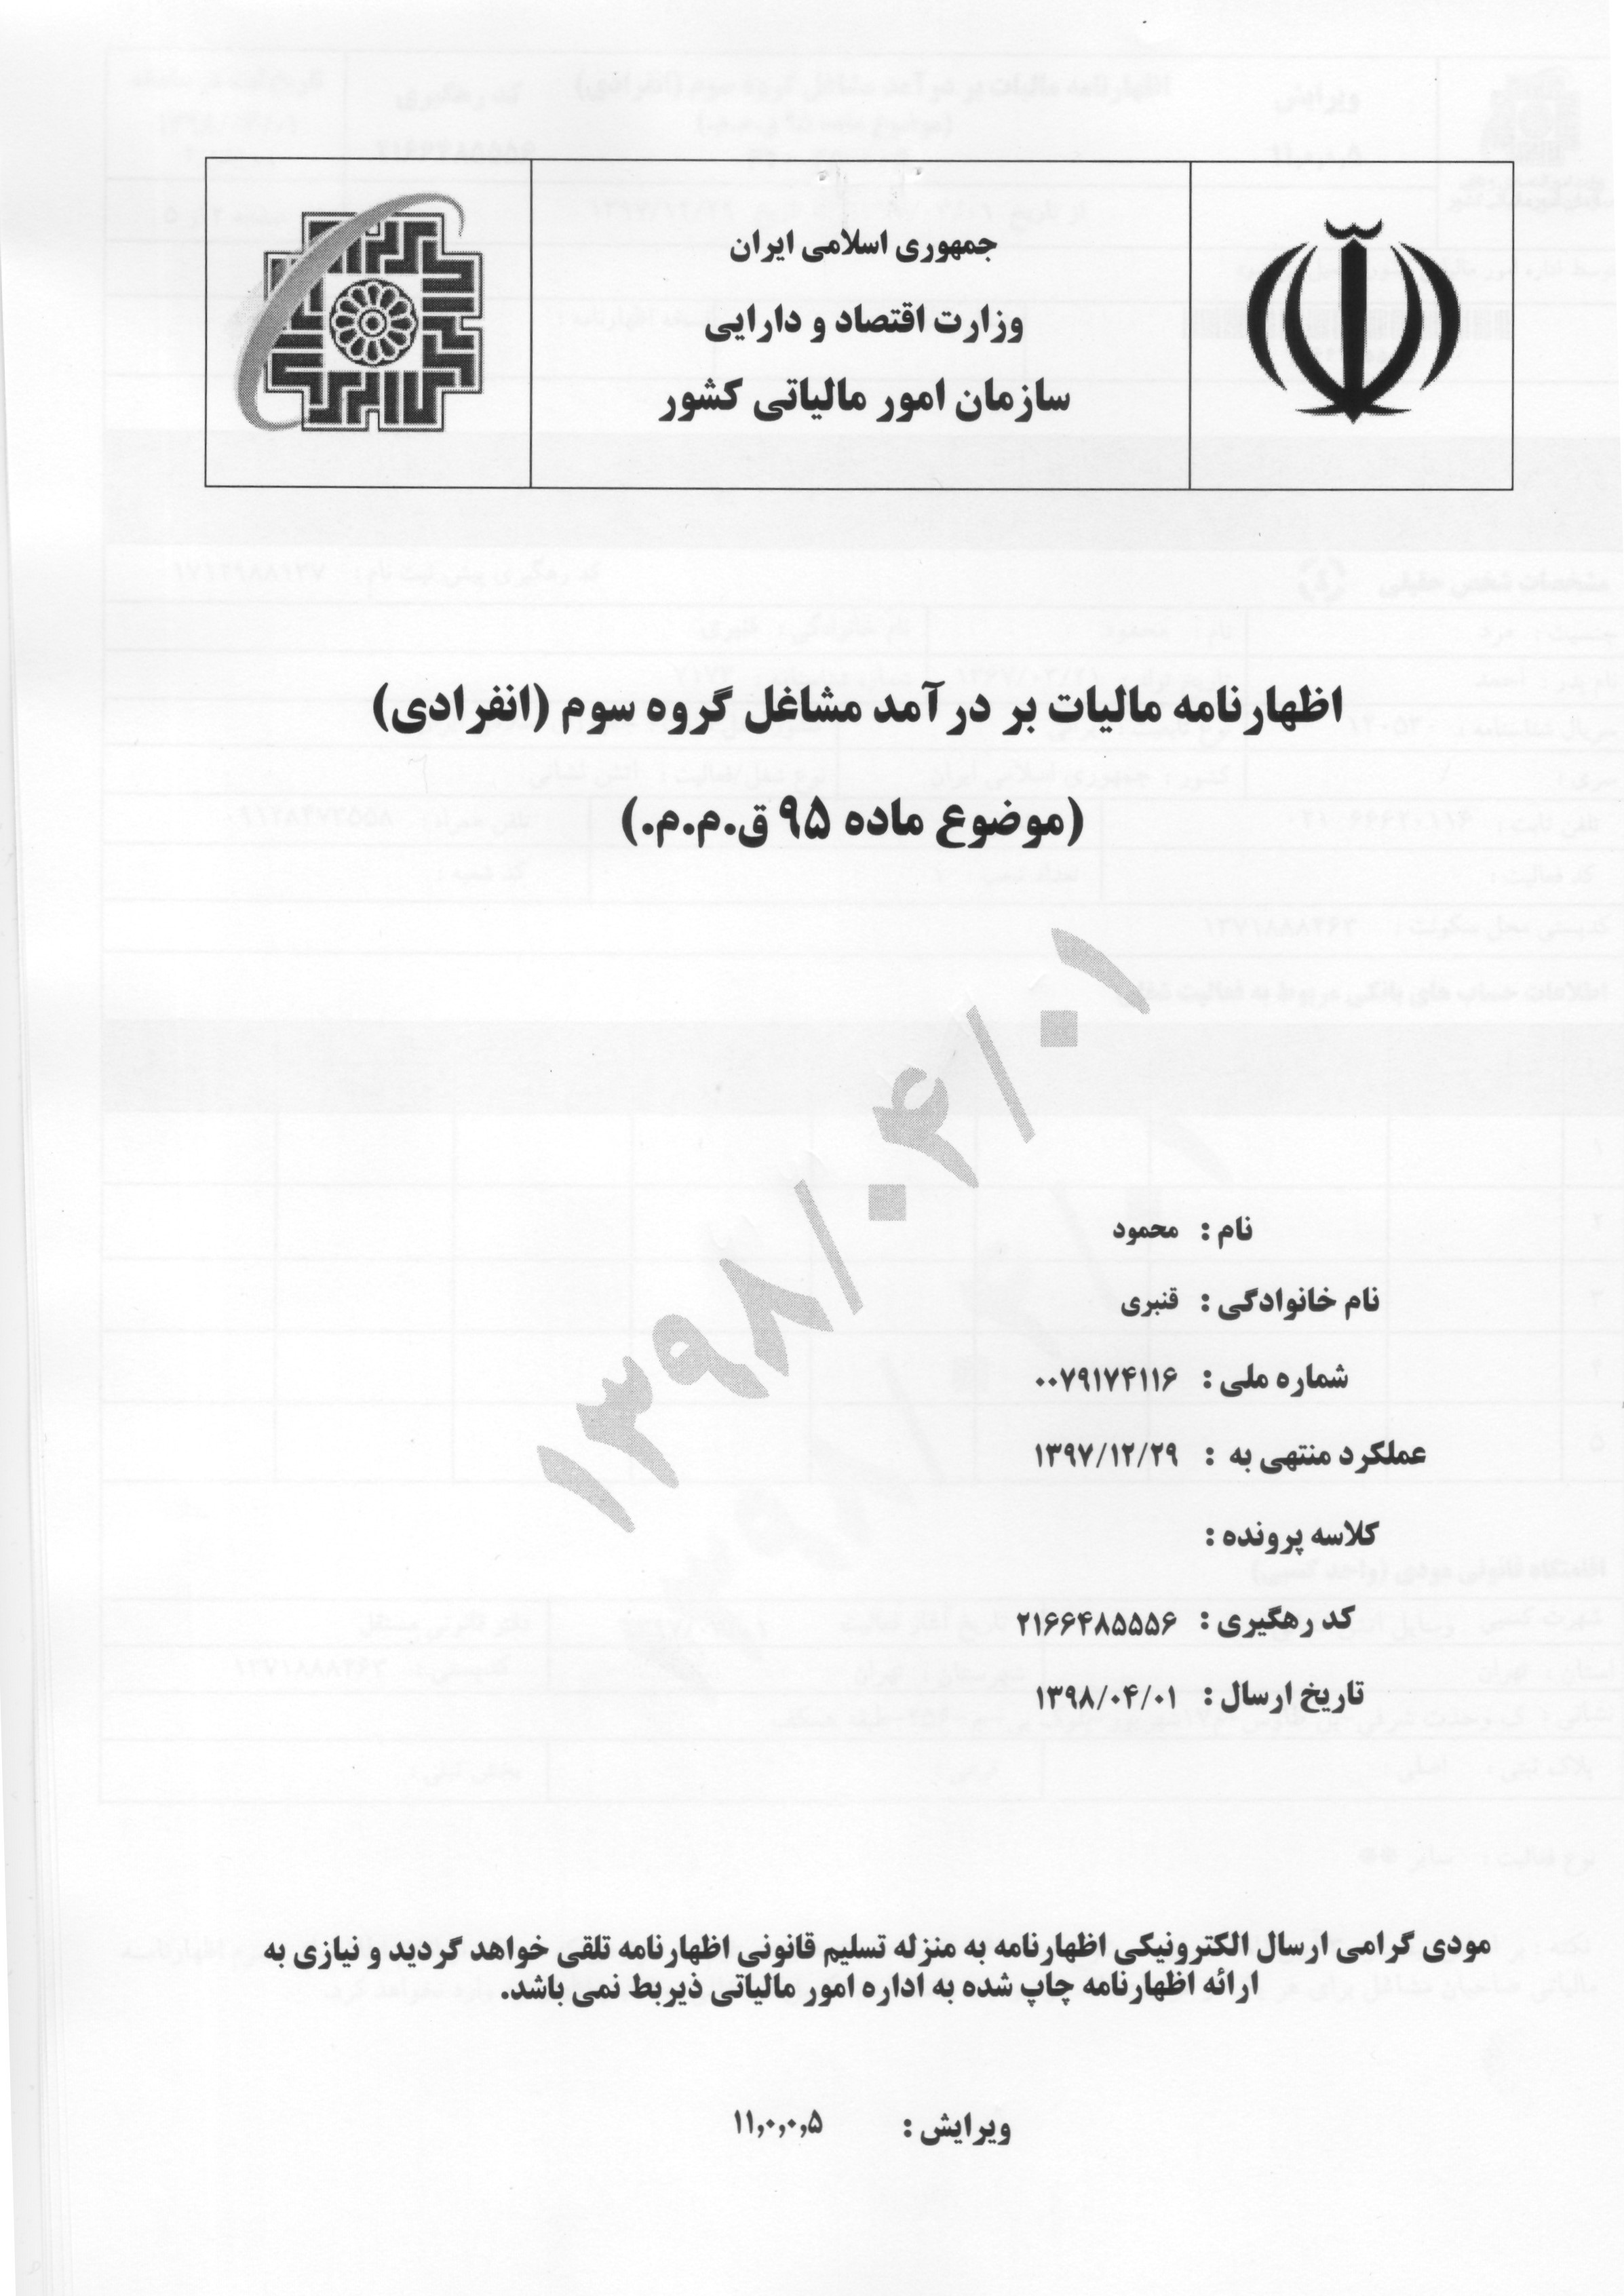 جمهوری اسلامی ایران
وزارت اقتصاد و دارایی
سازمان امور مالیاتی کشور
اظهارنامه مالیات بر درآمد مشاغل گروه سوم (انفرادی)
(موضوع ماده ۹۵ ق.م.م.)
۱۳۹۸/۰۴/۰۱
نام : محمود
نام خانوادگی : قنبری
شماره ملی : ۰۰۷۹۱۷۴۱۱۶
عملکرد منتهی به : ۱۳۹۷/۱۲/۲۹
کلاسه پرونده :
کد رهگیری : ۲۱۶۶۴۸۵۵۵۶
تاریخ ارسال : ۱۳۹۸/۰۴/۰۱
مودی گرامی ارسال الکترونیکی اظهارنامه به منزله تسلیم قانونی اظهارنامه تلقی خواهد گردید و نیازی به
ارائه اظهارنامه چاپ شده به اداره امور مالیاتی ذیربط نمی باشد.
ویرایش : ۱۱,۰,۰,۵